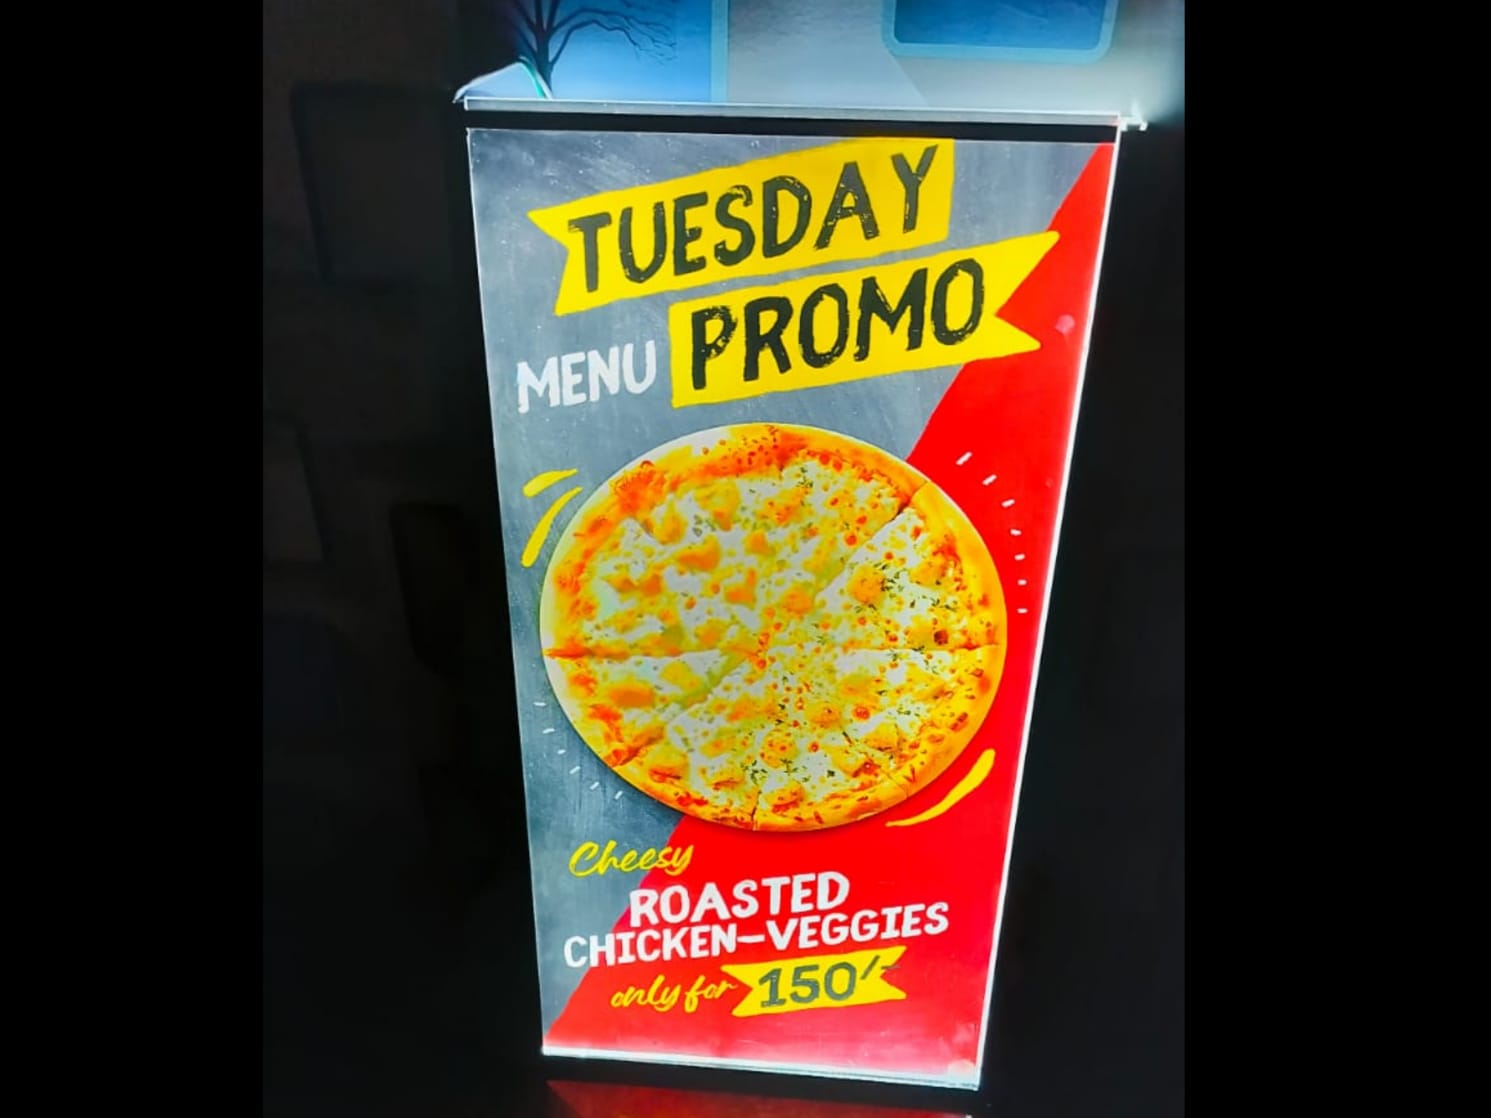 TUESDAY
MENU PROMO
Cheesy
ROASTED
CHICKEN-VEGGIES
only for 150/-